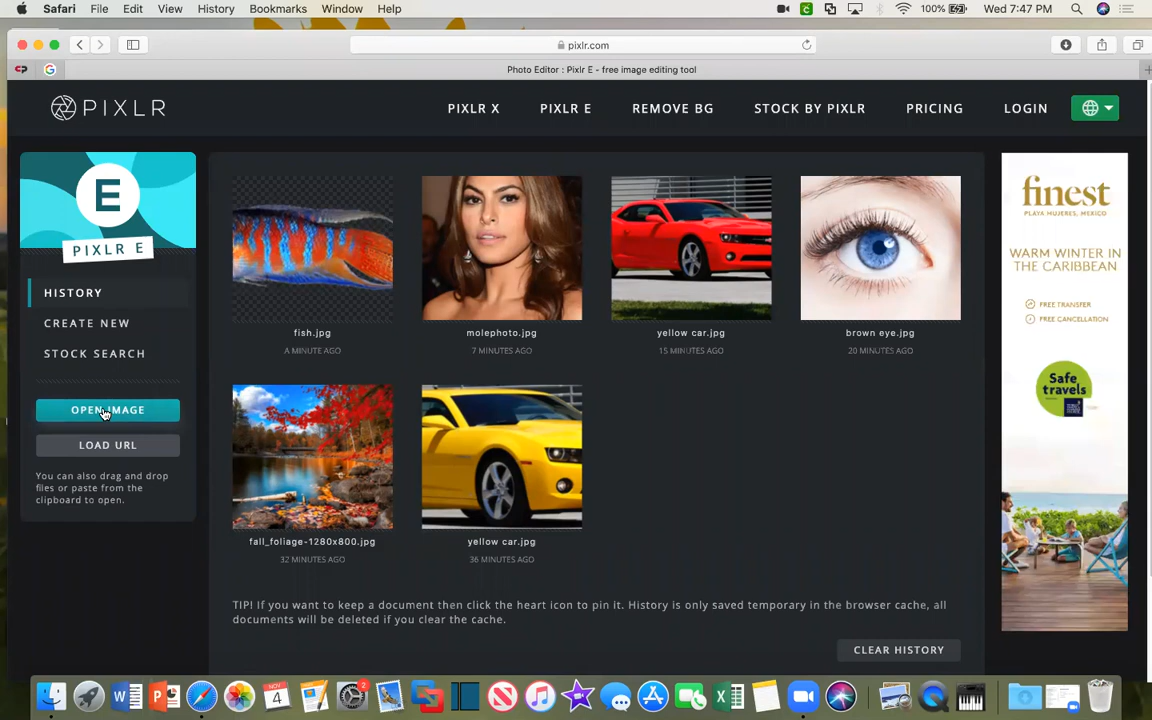 Safari File Edit View History Bookmarks Window Help 100% Wed 7:47 PM
pixlr.com
Photo Editor : Pixlr E - free image editing tool
PIXLR PIXLR X PIXLR E REMOVE BG STOCK BY PIXLR PRICING LOGIN
E
PIXLR E
HISTORY
CREATE NEW
STOCK SEARCH
OPEN IMAGE
LOAD URL
You can also drag and drop
files or paste from the
clipboard to open.
fish.jpg
A MINUTE AGO
molephoto.jpg
7 MINUTES AGO
yellow car.jpg
15 MINUTES AGO
brown eye.jpg
20 MINUTES AGO
fall_foliage-1280x800.jpg
32 MINUTES AGO
yellow car.jpg
36 MINUTES AGO
TIP! If you want to keep a document then click the heart icon to pin it. History is only saved temporary in the browser cache, all
documents will be deleted if you clear the cache.
CLEAR HISTORY
finest
PLAYA MUJERES, MEXICO
WARM WINTER IN
THE CARIBBEAN
FREE TRANSFER
FREE CANCELLATION
Safe
travels
NOV
4
2